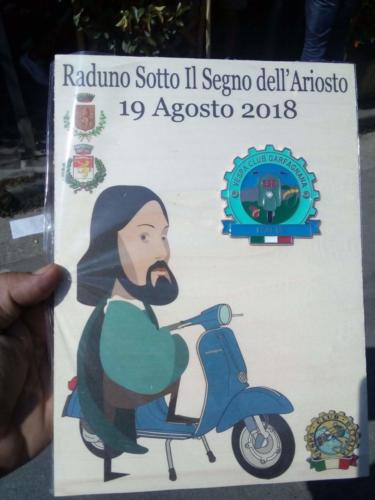 Raduno Sotto Il Segno dell'Ariosto
19 Agosto 2018
VESPA CLUB GARFAGNANA